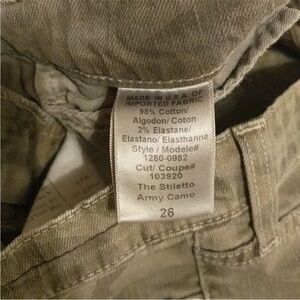 MADE IN U.S.A. OF
IMPORTED FABRIC
98% Cotton/
Algodon/ Coton
2% Elastane/
Elastano/ Elasthanne
Style / Modele#
1280-0982
Cut/ Coupe#
103920
The Stiletto
Army Camo
26